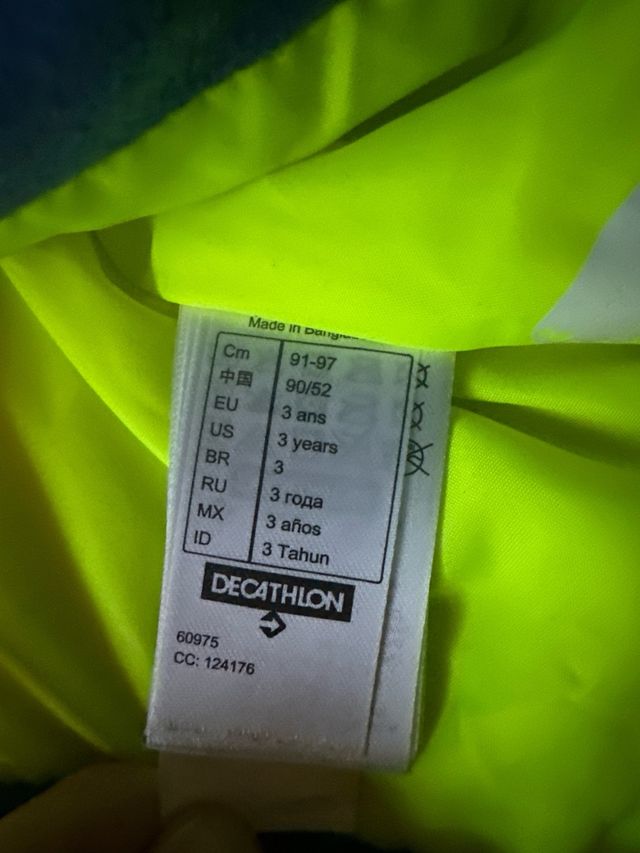 Made in
Cm 91-97
中国 90/52
EU 3 ans
US 3 years
BR 3
RU 3 года
MX 3 años
ID 3 Tahun
DECATHLON
60975
CC: 124176